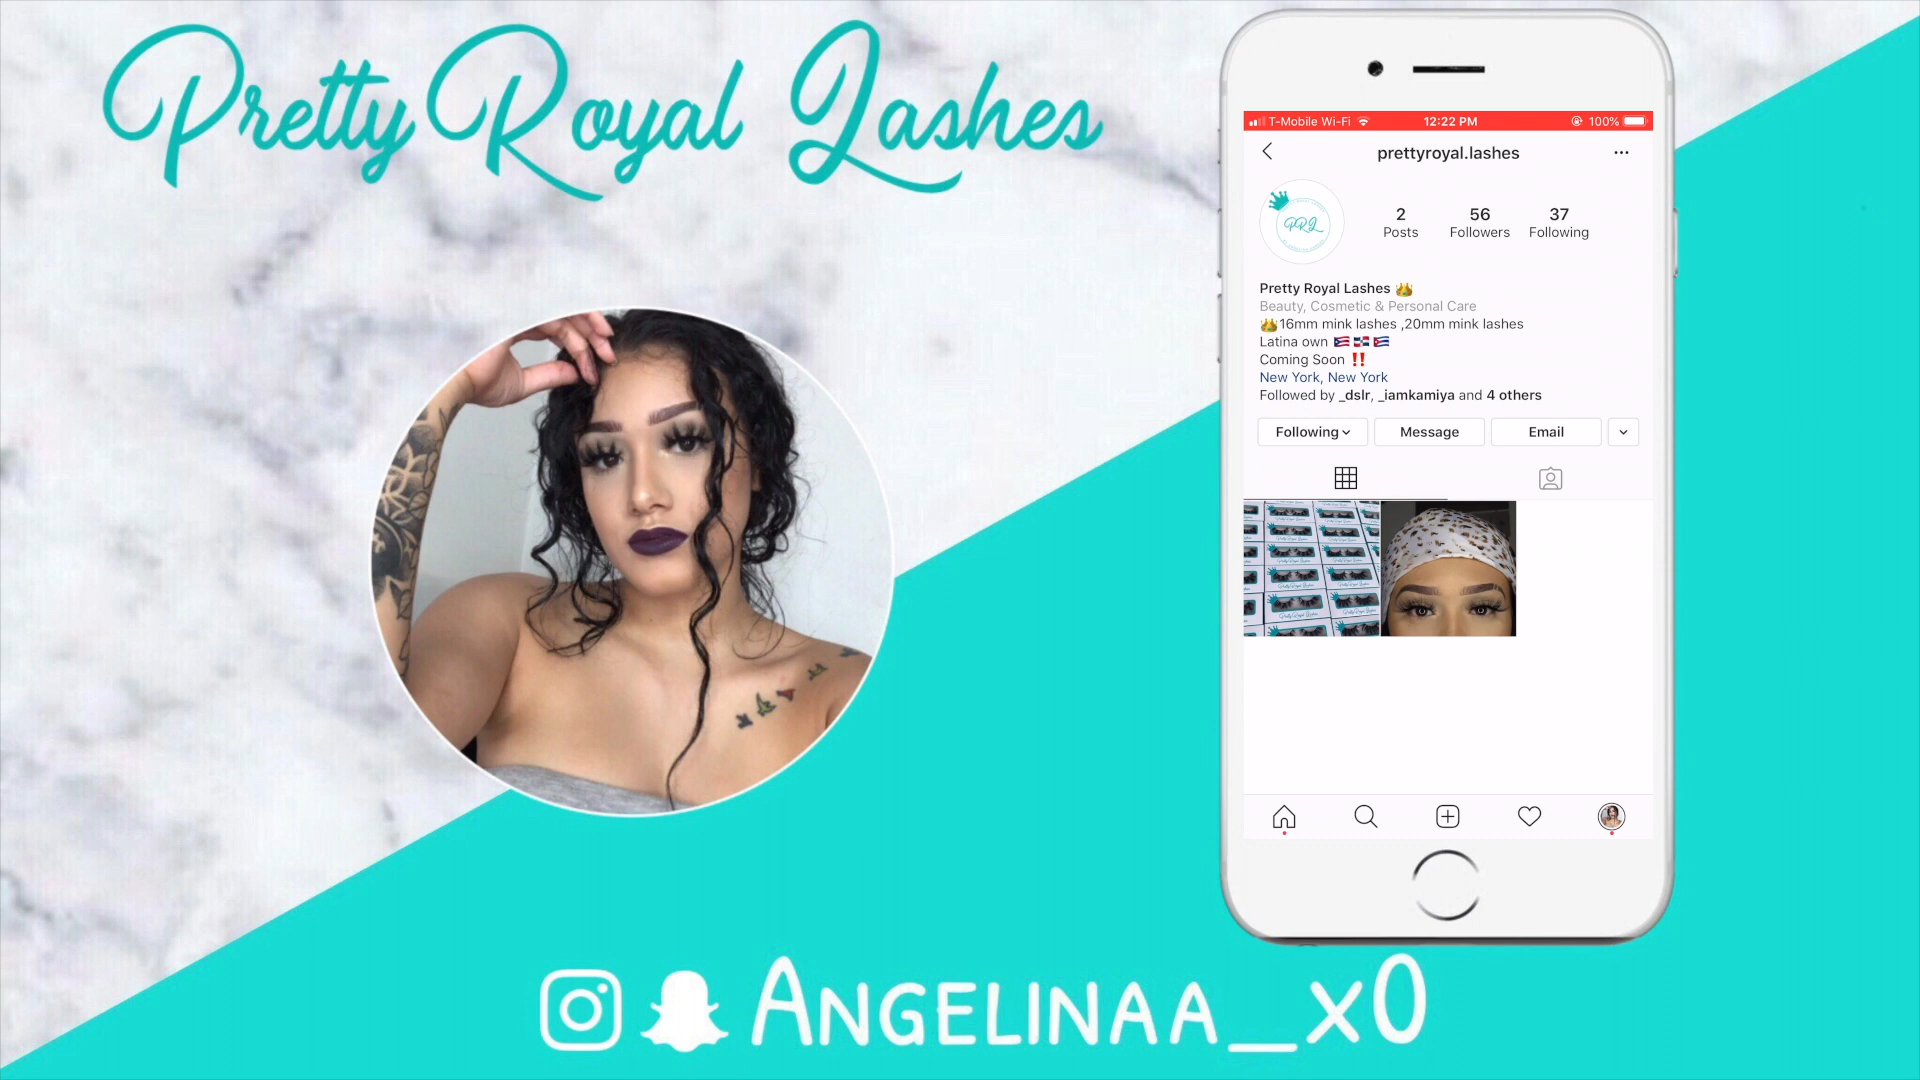 Pretty Royal Lashes
T-Mobile Wi-Fi 12:22 PM 100%
prettyroyal.lashes
PRL
2 56 37
Posts Followers Following
Pretty Royal Lashes 👑
Beauty, Cosmetic & Personal Care
👑16mm mink lashes ,20mm mink lashes
Latina own 🇵🇷 🇩🇴 🇨🇺
Coming Soon ‼️
New York, New York
Followed by _dslr, _iamkamiya and 4 others
Following Message Email
ANGELINAA_x0